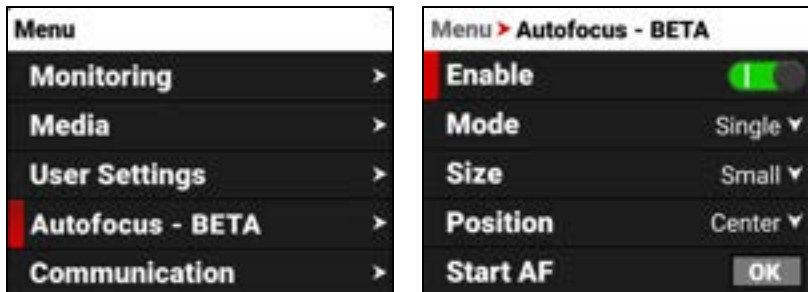 Menu
Monitoring
Media
User Settings
Autofocus - BETA
Communication
Menu > Autofocus - BETA
Enable
Mode Single
Size Small
Position Center
Start AF OK